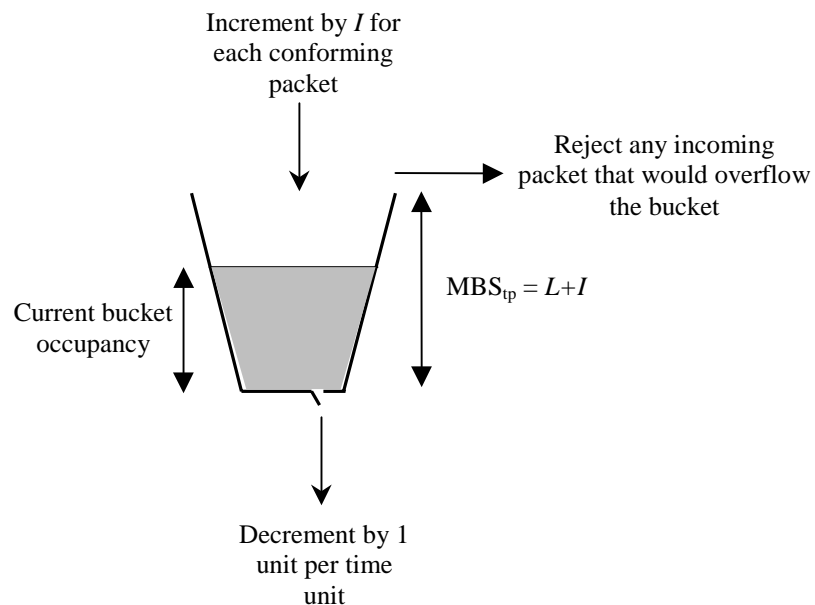 Increment by I for
each conforming
packet
Reject any incoming
packet that would overflow
the bucket
MBStp = L+I
Current bucket
occupancy
Decrement by 1
unit per time
unit